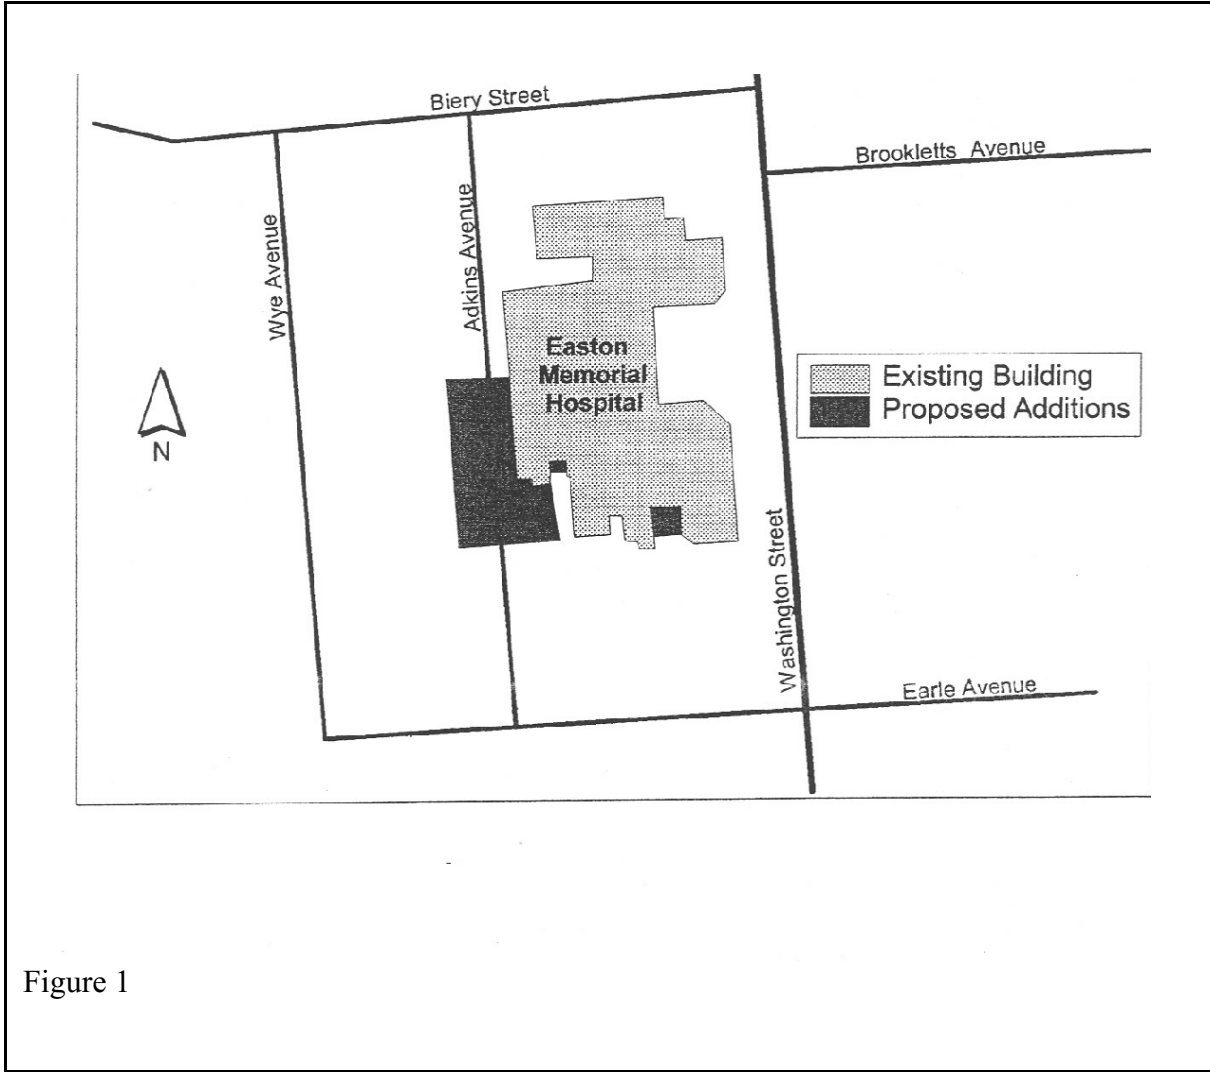 Biery Street
Brookletts Avenue
Wye Avenue
Adkins Avenue
Easton
Memorial
Hospital
Existing Building
Proposed Additions
N
Washington Street
Earle Avenue
Figure 1